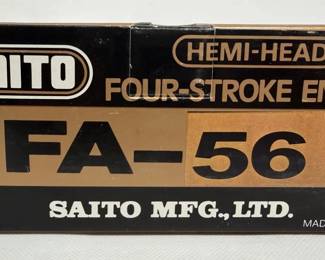 AITO
HEMI-HEAD
FOUR-STROKE EN
FA-56
SAITO MFG., LTD.
MAD